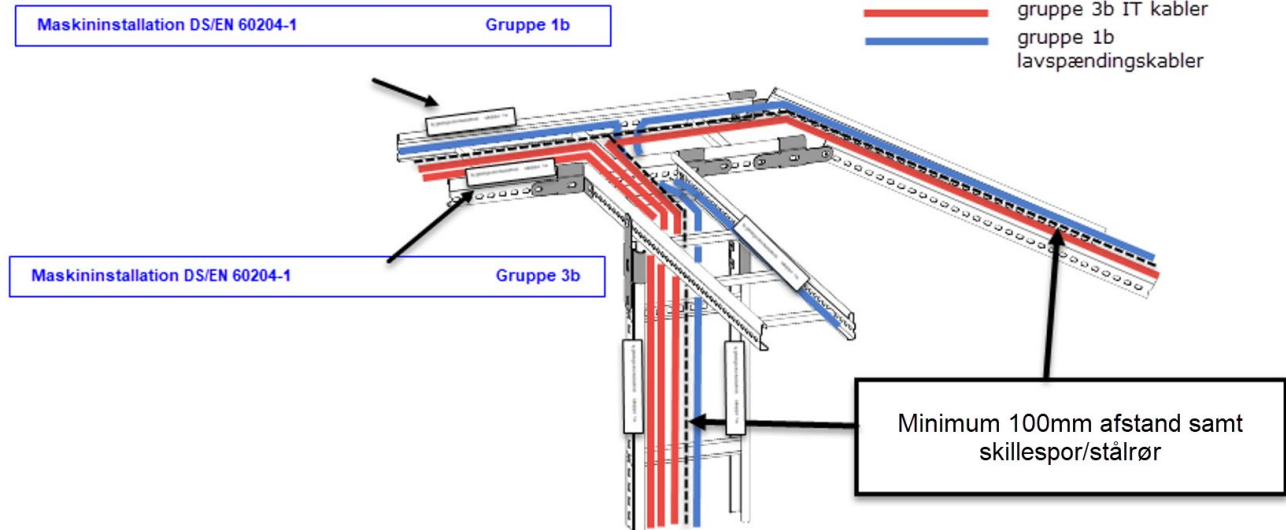 Maskininstallation DS/EN 60204-1 Gruppe 1b
gruppe 3b IT kabler
gruppe 1b
lavspændingskabler
Maskininstallation DS/EN 60204-1 Gruppe 3b
Minimum 100mm afstand samt
skillespor/stålrør